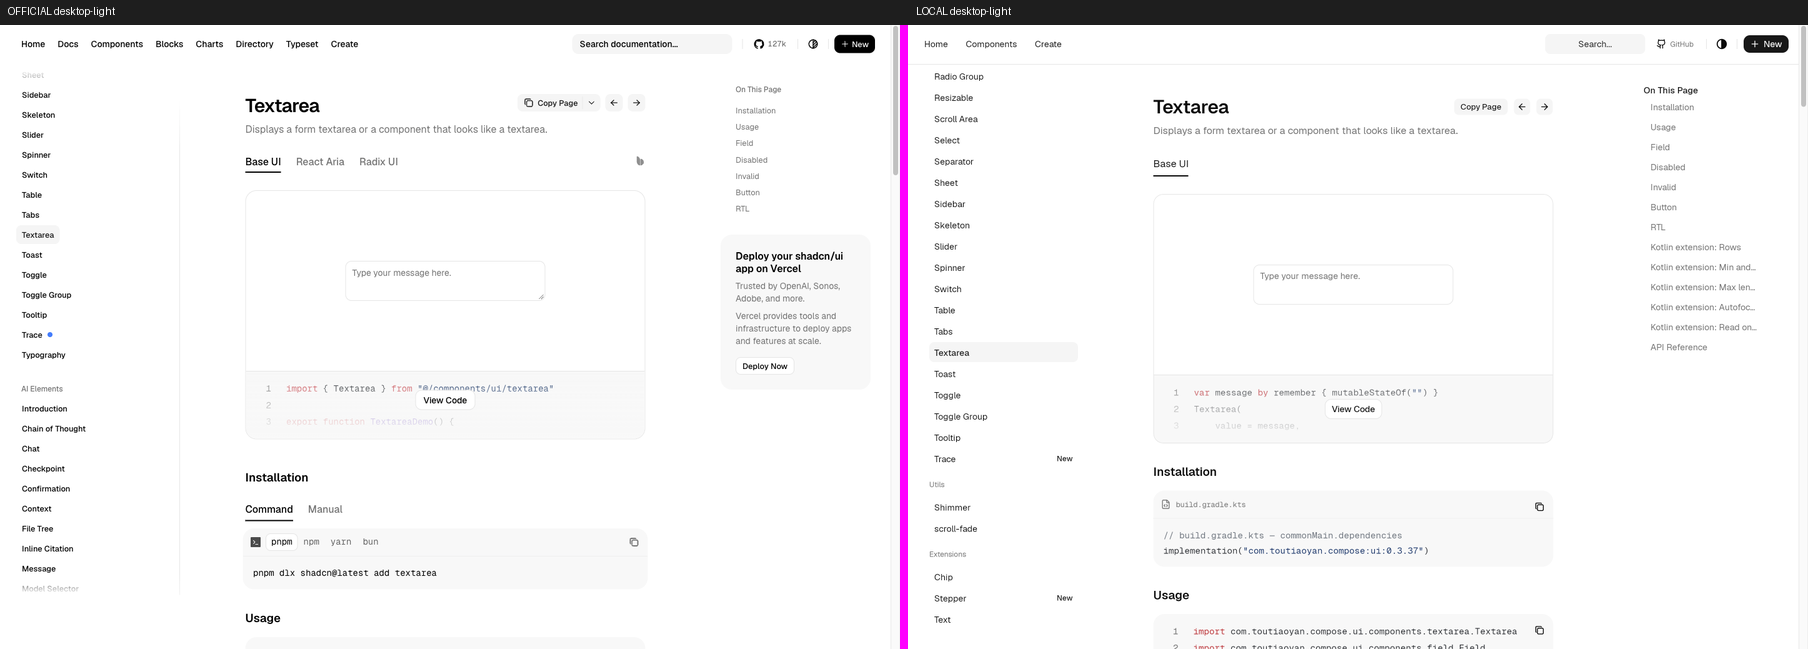 OFFICIAL desktop-light
Home Docs Components Blocks Charts Directory Typeset Create
Search documentation...
127k
+ New
Sheet
Sidebar
Skeleton
Slider
Spinner
Switch
Table
Tabs
Textarea
Toast
Toggle
Toggle Group
Tooltip
Trace
Typography
AI Elements
Introduction
Chain of Thought
Chat
Checkpoint
Confirmation
Context
File Tree
Inline Citation
Message
Model Selector
Textarea
Copy Page
Displays a form textarea or a component that looks like a textarea.
Base UI React Aria Radix UI
Type your message here.
1 import { Textarea } from "@/components/ui/textarea"
2
View Code
3 export function TextareaDemo() {
Installation
Command Manual
pnpm npm yarn bun
pnpm dlx shadcn@latest add textarea
Usage
On This Page
Installation
Usage
Field
Disabled
Invalid
Button
RTL
Deploy your shadcn/ui
app on Vercel
Trusted by OpenAI, Sonos,
Adobe, and more.
Vercel provides tools and
infrastructure to deploy apps
and features at scale.
Deploy Now
LOCAL desktop-light
Home Components Create
Search...
GitHub
+ New
Radio Group
Resizable
Scroll Area
Select
Separator
Sheet
Sidebar
Skeleton
Slider
Spinner
Switch
Table
Tabs
Textarea
Toast
Toggle
Toggle Group
Tooltip
Trace New
Utils
Shimmer
scroll-fade
Extensions
Chip
Stepper New
Text
Textarea
Copy Page
Displays a form textarea or a component that looks like a textarea.
Base UI
Type your message here.
1 var message by remember { mutableStateOf("") }
2 Textarea(
View Code
3 value = message,
Installation
build.gradle.kts
// build.gradle.kts — commonMain.dependencies
implementation("com.toutiaoyan.compose:ui:0.3.37")
Usage
1 import com.toutiaoyan.compose.ui.components.textarea.Textarea
2 import com.toutiaoyan.compose.ui.components.field.Field
On This Page
Installation
Usage
Field
Disabled
Invalid
Button
RTL
Kotlin extension: Rows
Kotlin extension: Min and...
Kotlin extension: Max len...
Kotlin extension: Autofoc...
Kotlin extension: Read on...
API Reference